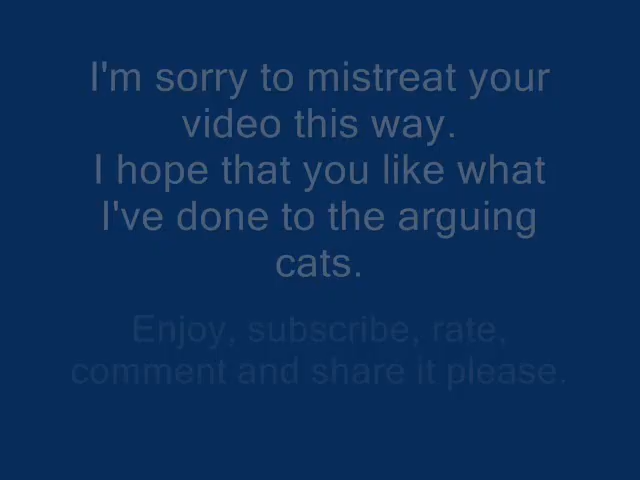 I'm sorry to mistreat your
video this way.
I hope that you like what
I've done to the arguing
cats.
Enjoy, subscribe, rate,
comment and share it please.